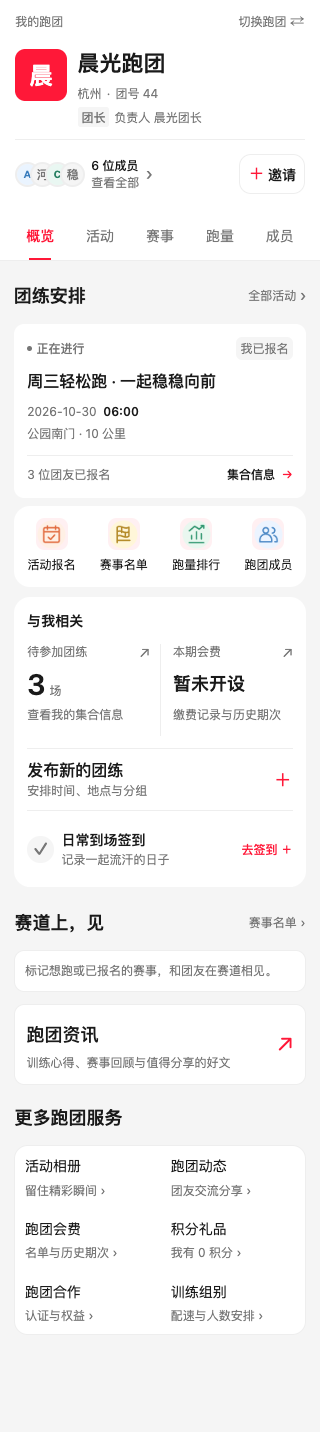 我的跑团
切换跑团
晨
晨光跑团
杭州 · 团号 44
团长 负责人 晨光团长
A 河 C 稳
6 位成员
查看全部 ›
+ 邀请
概览 活动 赛事 跑量 成员
团练安排
全部活动 ›
正在进行
我已报名
周三轻松跑 · 一起稳稳向前
2026-10-30 06:00
公园南门 · 10 公里
3 位团友已报名
集合信息 →
活动报名 赛事名单 跑量排行 跑团成员
与我相关
待参加团练 ↗
3 场
查看我的集合信息
本期会费 ↗
暂未开设
缴费记录与历史期次
发布新的团练
安排时间、地点与分组
日常到场签到
记录一起流汗的日子
去签到 +
赛道上，见
赛事名单 ›
标记想跑或已报名的赛事，和团友在赛道相见。
跑团资讯
训练心得、赛事回顾与值得分享的好文
更多跑团服务
活动相册
留住精彩瞬间 ›
跑团动态
团友交流分享 ›
跑团会费
名单与历史期次 ›
积分礼品
我有 0 积分 ›
跑团合作
认证与权益 ›
训练组别
配速与人数安排 ›